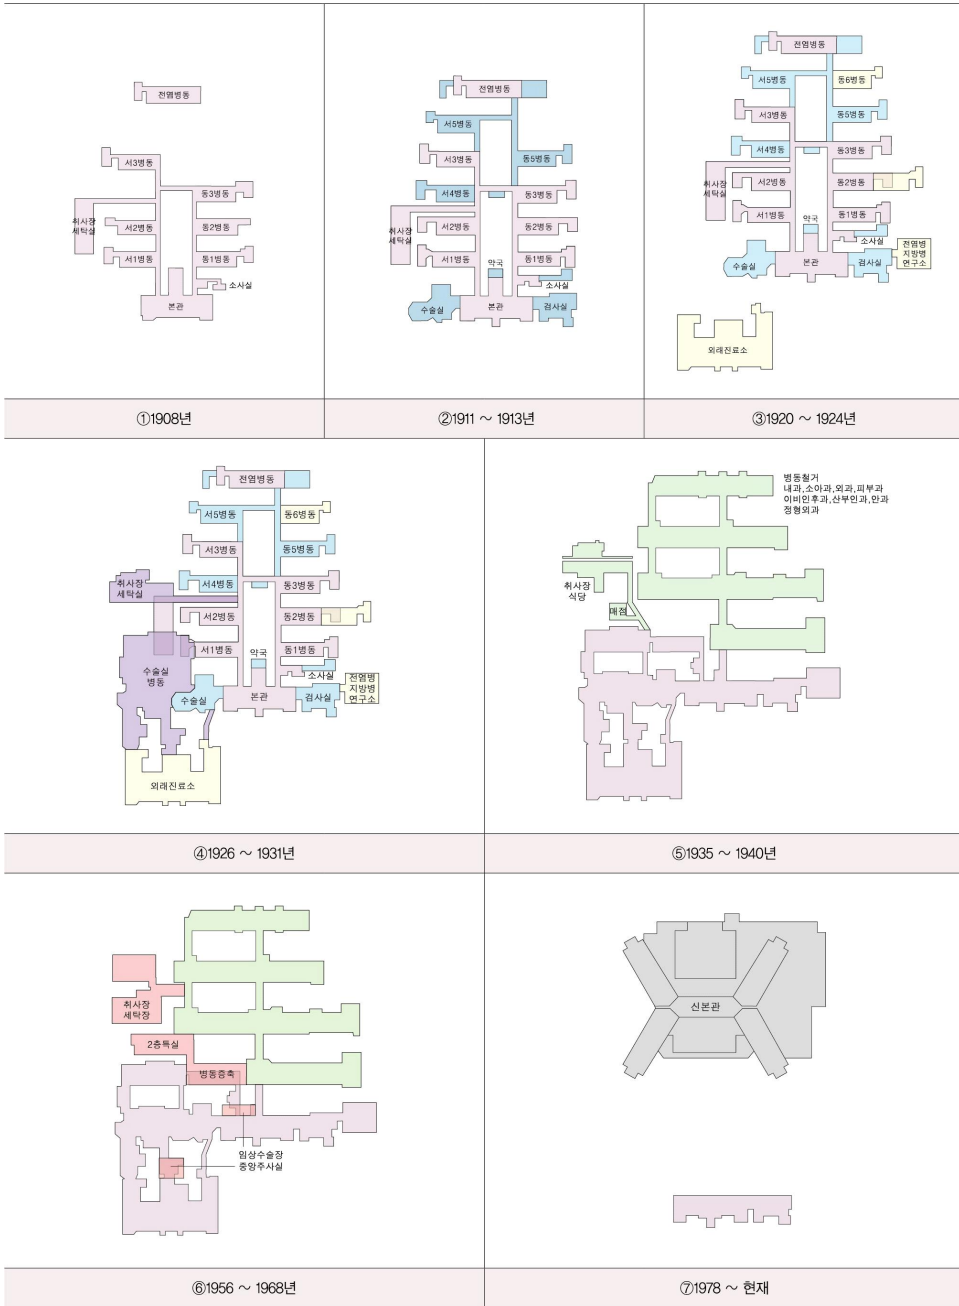 전염병동
서3병동
동3병동
취사장
세탁실
서2병동
동2병동
서1병동
동1병동
소사실
본관
①1908년
전염병동
서5병동
동5병동
서3병동
서4병동
동3병동
취사장
세탁실
서2병동
동2병동
서1병동
동1병동
약국
소사실
수술실
본관
검사실
②1911 ~ 1913년
전염병동
서5병동
동6병동
서3병동
동5병동
서4병동
동3병동
취사장
세탁실
서2병동
동2병동
서1병동
약국
동1병동
소사실
전염병
지방병
연구소
수술실
본관
검사실
외래진료소
③1920 ~ 1924년
전염병동
서5병동
동6병동
서3병동
동5병동
취사장
세탁실
서4병동
동3병동
서2병동
동2병동
서1병동
약국
동1병동
수술실
병동
소사실
전염병
지방병
연구소
수술실
본관
검사실
외래진료소
④1926 ~ 1931년
병동철거
내과,소아과,외과,피부과
이비인후과,산부인과,안과
정형외과
취사장
식당
매점
⑤1935 ~ 1940년
취사장
세탁장
2층특실
병동증축
임상수술장
중앙주사실
⑥1956 ~ 1968년
신본관
⑦1978 ~ 현재